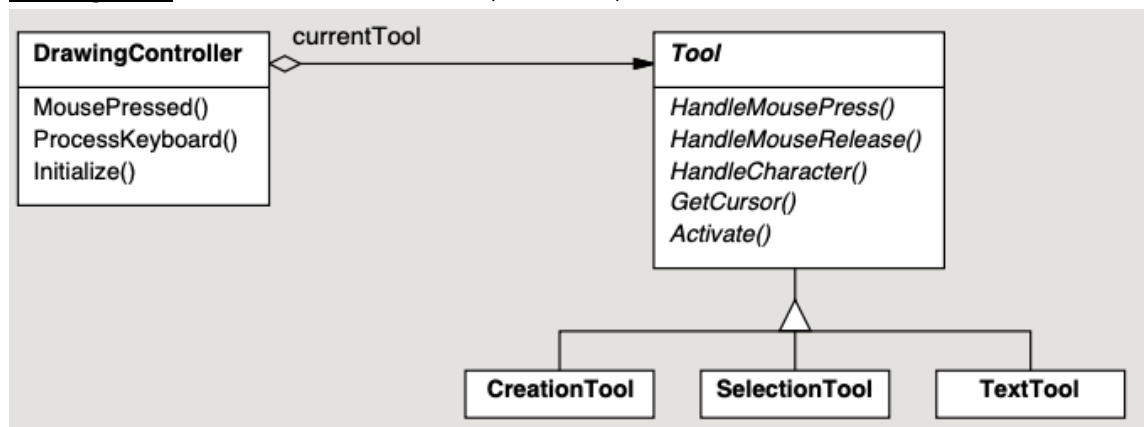 DrawingController
currentTool
Tool
MousePressed()
ProcessKeyboard()
Initialize()
HandleMousePress()
HandleMouseRelease()
HandleCharacter()
GetCursor()
Activate()
CreationTool
SelectionTool
TextTool